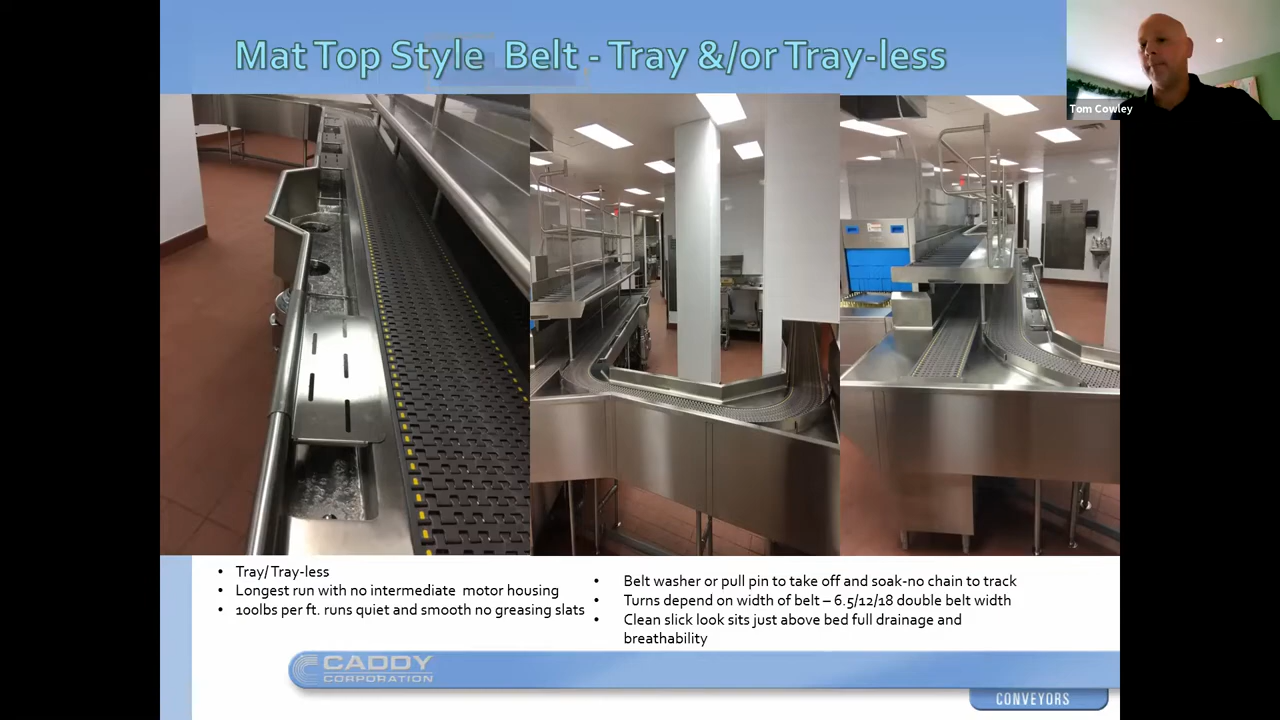 Mat Top Style Belt - Tray &/or Tray-less
Tom Cowley
• Tray/ Tray-less
• Longest run with no intermediate motor housing
• 100lbs per ft. runs quiet and smooth no greasing slats
• Belt washer or pull pin to take off and soak-no chain to track
• Turns depend on width of belt – 6.5/12/18 double belt width
• Clean slick look sits just above bed full drainage and
breathability
CADDY
CORPORATION
CONVEYORS